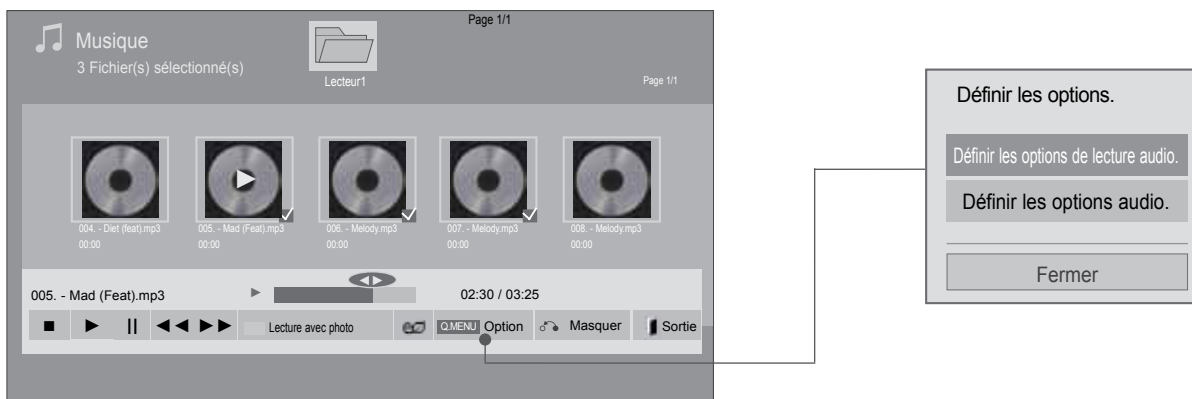 Page 1/1
Musique
3 Fichier(s) sélectionné(s)
Lecteur1
Page 1/1
004. - Diet (feat).mp3
00:00
005. - Mad (Feat).mp3
00:00
006. - Melody.mp3
00:00
007. - Melody.mp3
00:00
008. - Melody.mp3
00:00
005. - Mad (Feat).mp3
02:30 / 03:25
Lecture avec photo
Q.MENU Option
Masquer
Sortie
Définir les options.
Définir les options de lecture audio.
Définir les options audio.
Fermer